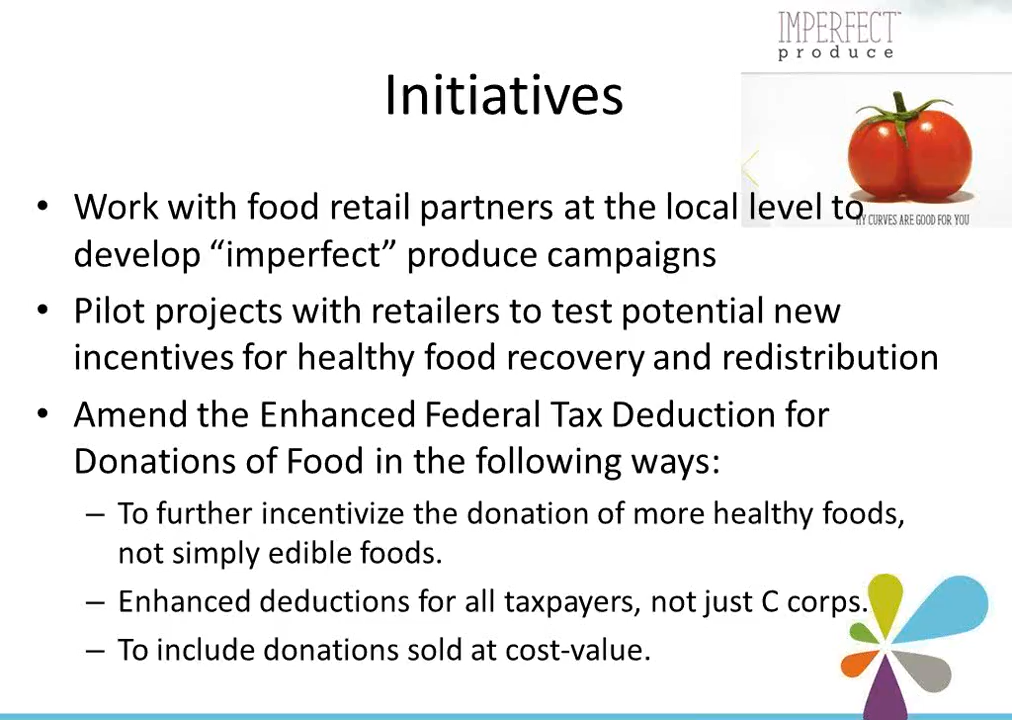 IMPERFECT™
produce
Initiatives
MY CURVES ARE GOOD FOR YOU
• Work with food retail partners at the local level to
develop “imperfect” produce campaigns
• Pilot projects with retailers to test potential new
incentives for healthy food recovery and redistribution
• Amend the Enhanced Federal Tax Deduction for
Donations of Food in the following ways:
– To further incentivize the donation of more healthy foods,
not simply edible foods.
– Enhanced deductions for all taxpayers, not just C corps.
– To include donations sold at cost-value.